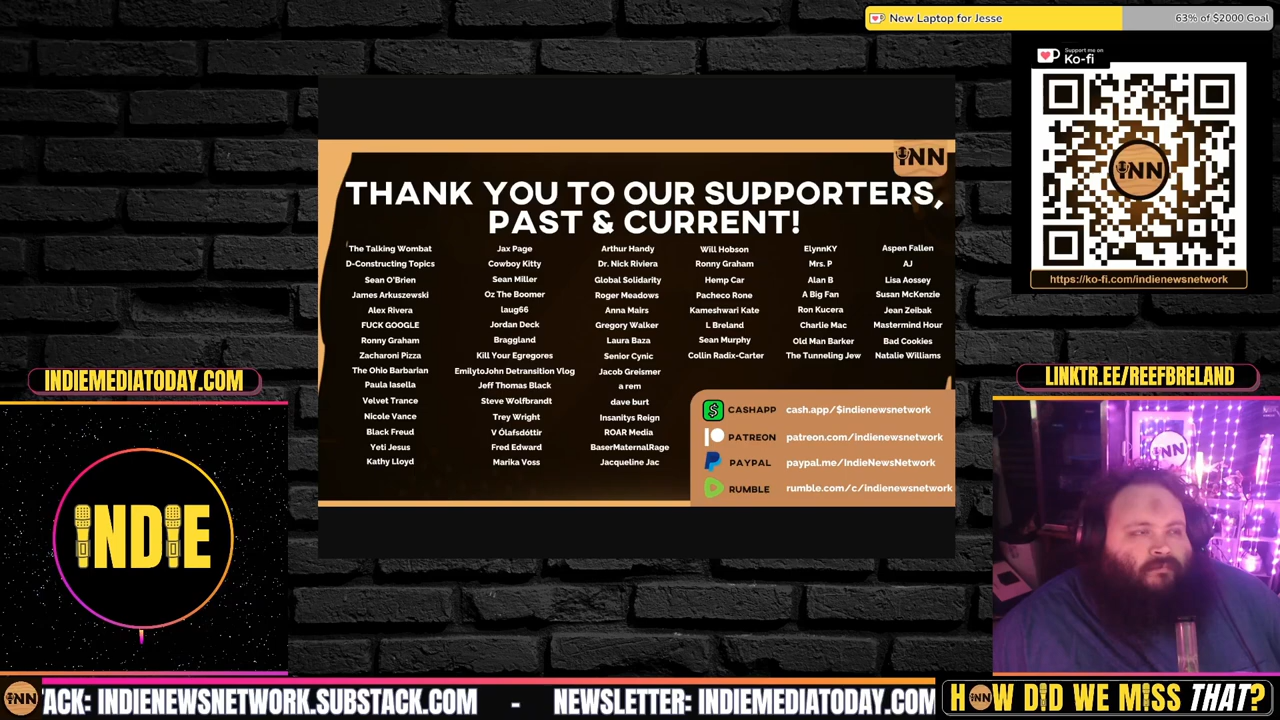 New Laptop for Jesse
63% of $2000 Goal
Support me on
Ko-fi
INN
https://ko-fi.com/indienewsnetwork
INN
THANK YOU TO OUR SUPPORTERS,
PAST & CURRENT!
The Talking Wombat
D-Constructing Topics
Sean O'Brien
James Arkuszewski
Alex Rivera
FUCK GOOGLE
Ronny Graham
Zacharoni Pizza
The Ohio Barbarian
Paula Iasella
Velvet Trance
Nicole Vance
Black Freud
Yeti Jesus
Kathy Lloyd
Jax Page
Cowboy Kitty
Sean Miller
Oz The Boomer
laug66
Jordan Deck
Braggland
Kill Your Egregores
EmilytoJohn Detransition Vlog
Jeff Thomas Black
Steve Wolfbrandt
Trey Wright
V Ólafsdóttir
Fred Edward
Marika Voss
Arthur Handy
Dr. Nick Riviera
Global Solidarity
Roger Meadows
Anna Mairs
Gregory Walker
Laura Baza
Senior Cynic
Jacob Greismer
a rem
dave burt
Insanitys Reign
ROAR Media
BaserMaternalRage
Jacqueline Jac
Will Hobson
Ronny Graham
Hemp Car
Pacheco Rone
Kameshwari Kate
L Breland
Sean Murphy
Collin Radix-Carter
ElynnKY
Mrs. P
Alan B
A Big Fan
Ron Kucera
Charlie Mac
Old Man Barker
The Tunneling Jew
Aspen Fallen
AJ
Lisa Aossey
Susan McKenzie
Jean Zeibak
Mastermind Hour
Bad Cookies
Natalie Williams
CASHAPP cash.app/$indienewsnetwork
PATREON patreon.com/indienewsnetwork
PAYPAL paypal.me/IndieNewsNetwork
RUMBLE rumble.com/c/indienewsnetwork
INDIEMEDIATODAY.COM
LINKTR.EE/REEFBRELAND
INDIE
INN
INN
ACK: INDIENEWSNETWORK.SUBSTACK.COM - NEWSLETTER: INDIEMEDIATODAY.COM
HOW DID WE MISS THAT?